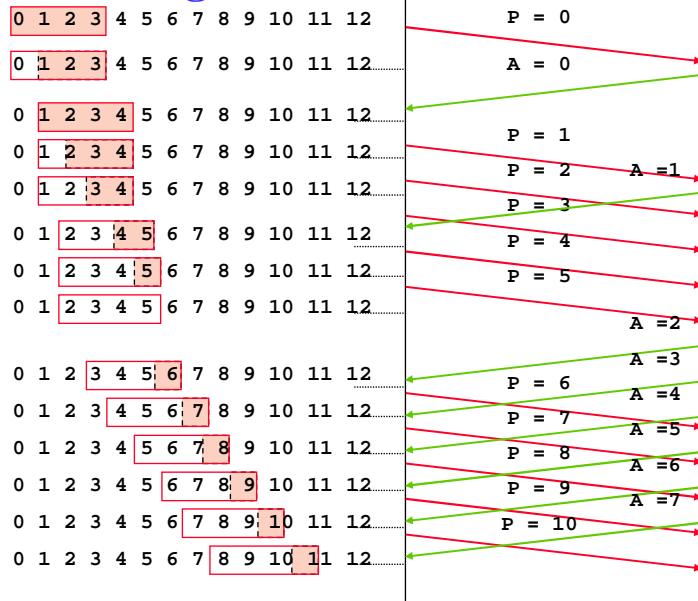 0 1 2 3 4 5 6 7 8 9 10 11 12 P = 0
0 1 2 3 4 5 6 7 8 9 10 11 12 A = 0
0 1 2 3 4 5 6 7 8 9 10 11 12
P = 1
0 1 2 3 4 5 6 7 8 9 10 11 12
P = 2 A =1
0 1 2 3 4 5 6 7 8 9 10 11 12
P = 3
0 1 2 3 4 5 6 7 8 9 10 11 12 P = 4
0 1 2 3 4 5 6 7 8 9 10 11 12 P = 5
0 1 2 3 4 5 6 7 8 9 10 11 12
A =2
A =3
0 1 2 3 4 5 6 7 8 9 10 11 12 P = 6
A =4
0 1 2 3 4 5 6 7 8 9 10 11 12 P = 7
A =5
0 1 2 3 4 5 6 7 8 9 10 11 12 P = 8
A =6
0 1 2 3 4 5 6 7 8 9 10 11 12 P = 9
A =7
0 1 2 3 4 5 6 7 8 9 10 11 12 P = 10
0 1 2 3 4 5 6 7 8 9 10 11 12